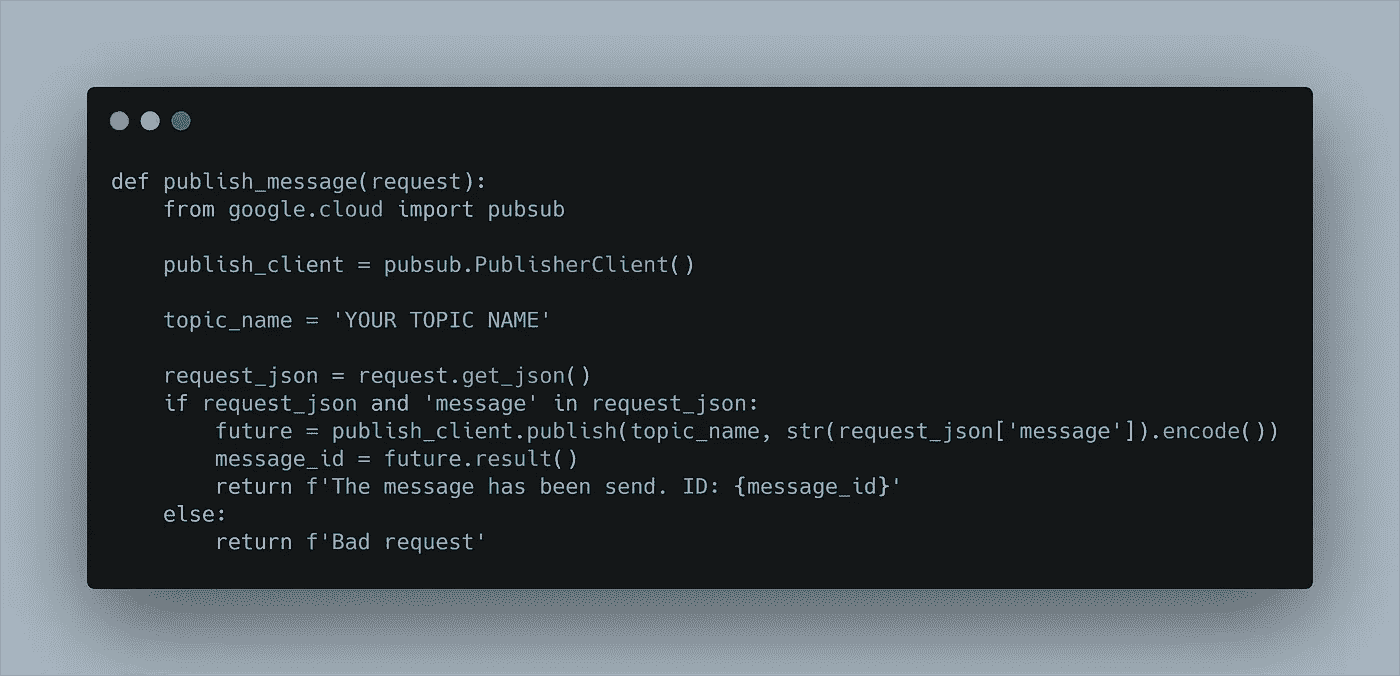 def publish_message(request):
    from google.cloud import pubsub
    publish_client = pubsub.PublisherClient()
    topic_name = 'YOUR TOPIC NAME'
    request_json = request.get_json()
    if request_json and 'message' in request_json:
        future = publish_client.publish(topic_name, str(request_json['message']).encode())
        message_id = future.result()
        return f'The message has been send. ID: {message_id}'
    else:
        return f'Bad request'